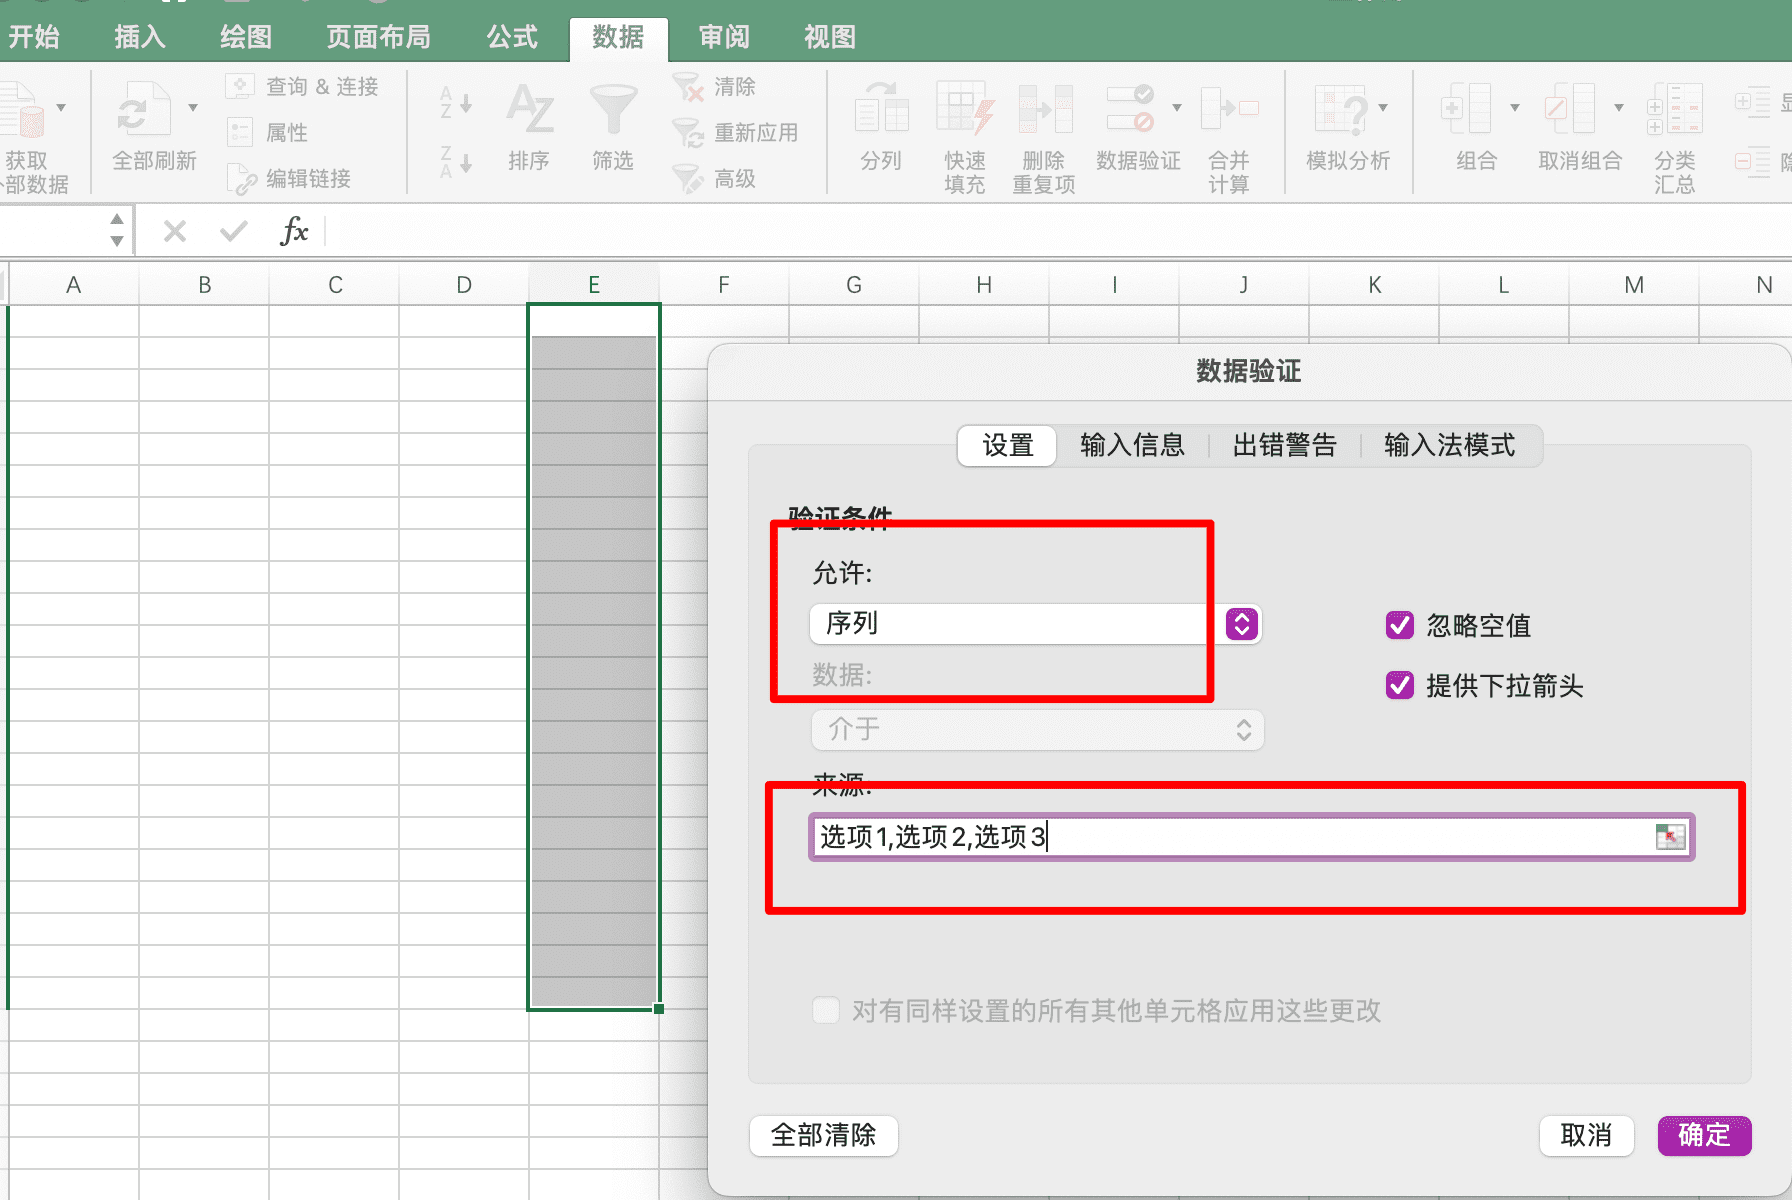 开始 插入 绘图 页面布局 公式 数据 审阅 视图
查询 & 连接
属性
编辑链接
获取
部数据
全部刷新
A
Z
Z
A
AZ
排序
筛选
清除
重新应用
高级
分列
快速
填充
删除
重复项
数据验证
合并
计算
模拟分析
组合
取消组合
分类
汇总
fx
A B C D E F G H I J K L M N
数据验证
设置 输入信息 出错警告 输入法模式
验证条件
允许:
序列
忽略空值
数据:
提供下拉箭头
介于
来源:
选项1,选项2,选项3
对有同样设置的所有其他单元格应用这些更改
全部清除 取消 确定